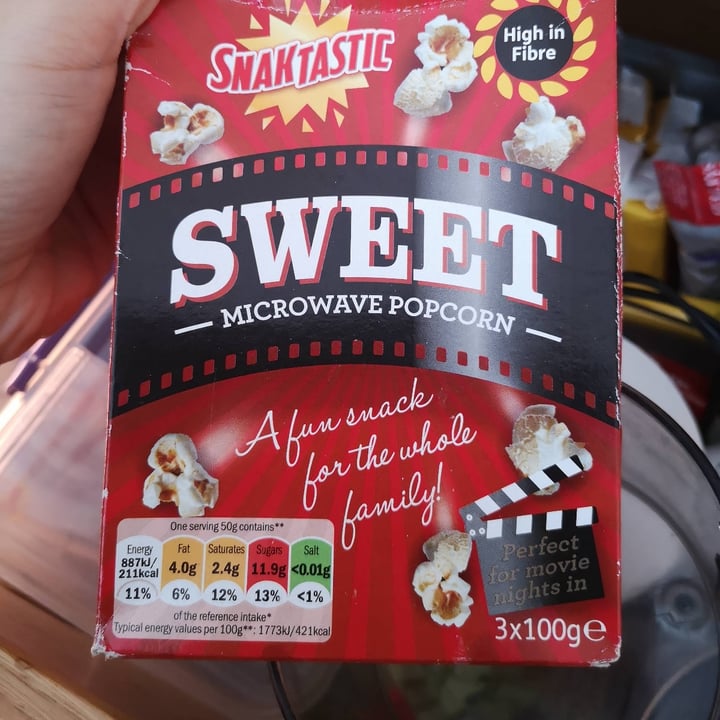 SNAKTASTIC
High in
Fibre
SWEET
MICROWAVE POPCORN
A fun snack
for the whole
family!
Perfect
for movie
nights in
One serving 50g contains**
Energy Fat Saturates Sugars Salt
887kJ/
211kcal 4.0g 2.4g 11.9g <0.01g
11% 6% 12% 13% <1%
of the reference intake*
Typical energy values per 100g**: 1773kJ/421kcal
3x100g℮